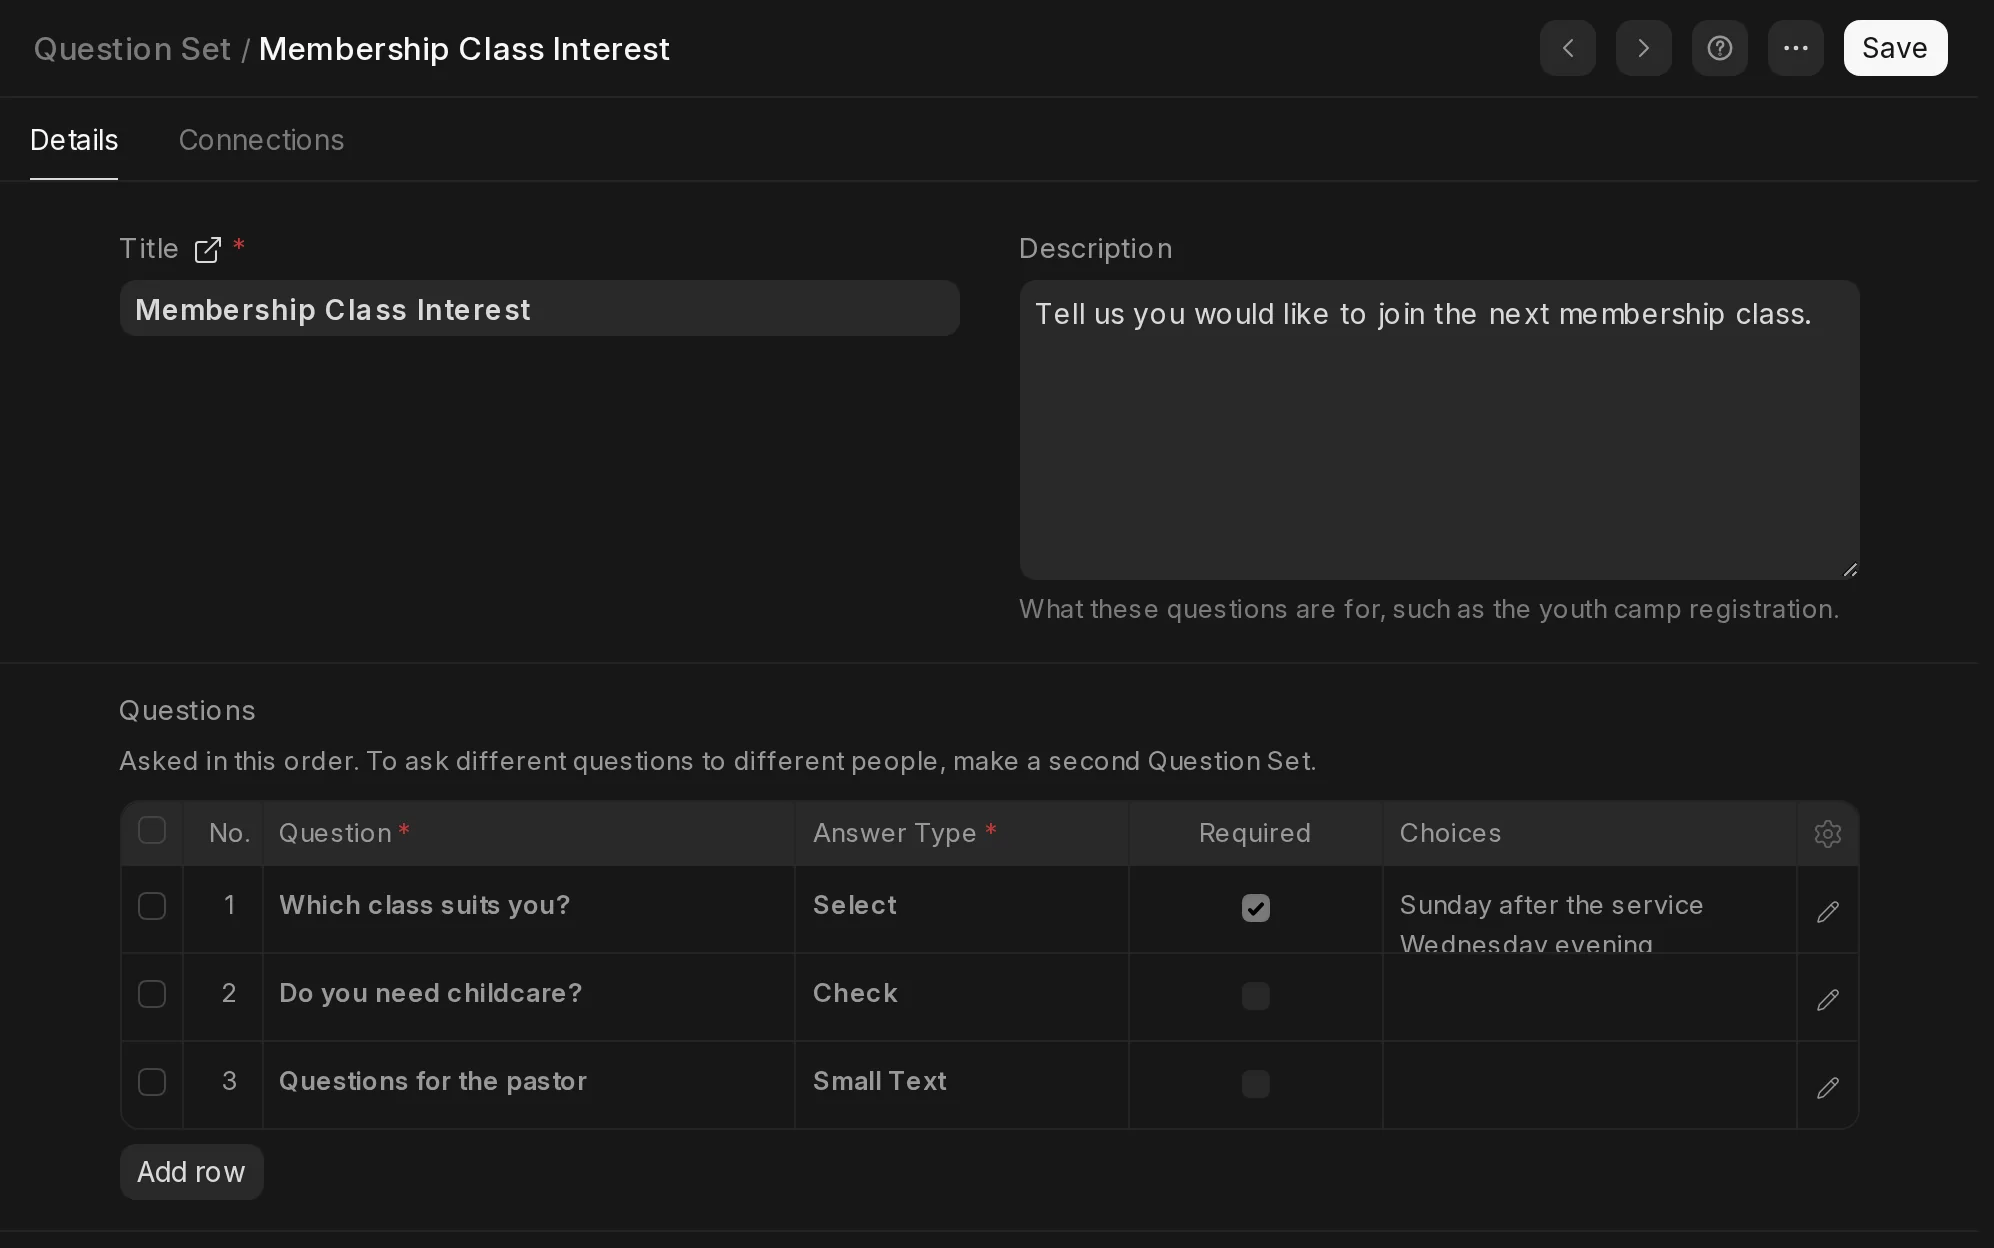 Question Set / Membership Class Interest
Save
Details
Connections
Title *
Membership Class Interest
Description
Tell us you would like to join the next membership class.
What these questions are for, such as the youth camp registration.
Questions
Asked in this order. To ask different questions to different people, make a second Question Set.
No. Question * Answer Type * Required Choices
1 Which class suits you? Select Sunday after the service
Wednesday evening
2 Do you need childcare? Check
3 Questions for the pastor Small Text
Add row